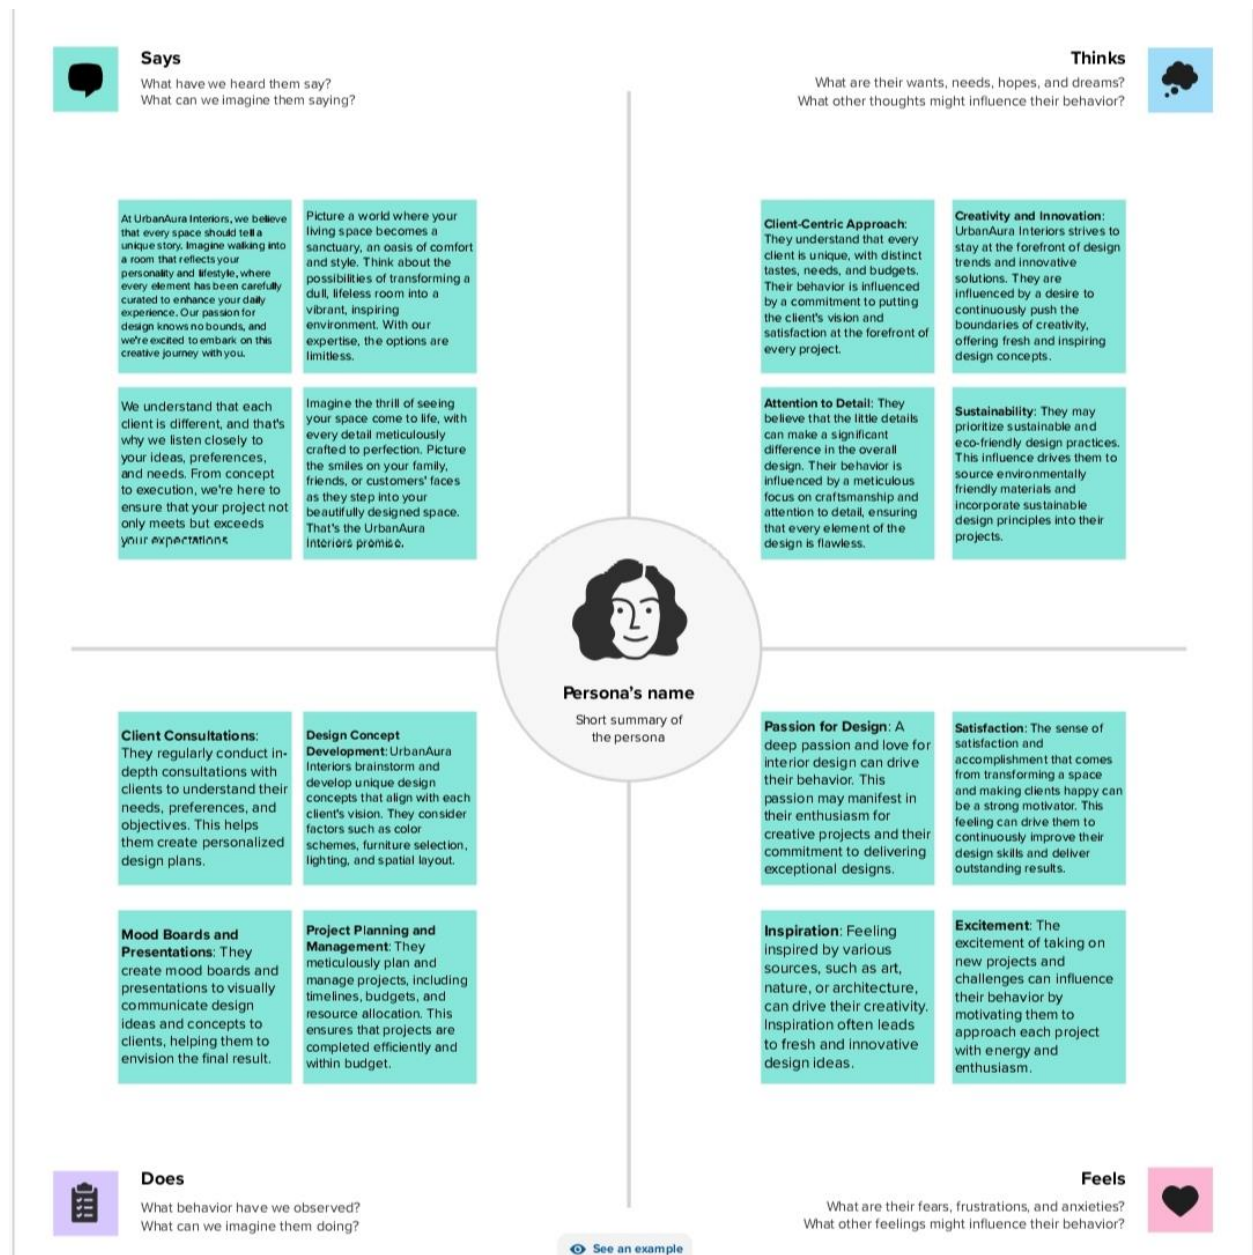 Says
What have we heard them say?
What can we imagine them saying?
Thinks
What are their wants, needs, hopes, and dreams?
What other thoughts might influence their behavior?
At UrbanAura Interiors, we believe
that every space should tell a
unique story. Imagine walking into
a room that reflects your
personality and lifestyle, where
every element has been carefully
curated to enhance your daily
experience. Our passion for
design knows no bounds, and
we're excited to embark on this
creative journey with you.
Picture a world where your
living space becomes a
sanctuary, an oasis of comfort
and style. Think about the
possibilities of transforming a
dull, lifeless room into a
vibrant, inspiring
environment. With our
expertise, the options are
limitless.
We understand that each
client is different, and that's
why we listen closely to
your ideas, preferences,
and needs. From concept
to execution, we're here to
ensure that your project not
only meets but exceeds
your expectations
Imagine the thrill of seeing
your space come to life, with
every detail meticulously
crafted to perfection. Picture
the smiles on your family,
friends, or customers' faces
as they step into your
beautifully designed space.
That's the UrbanAura
Interiors promise.
Client-Centric Approach:
They understand that every
client is unique, with distinct
tastes, needs, and budgets.
Their behavior is influenced
by a commitment to putting
the client's vision and
satisfaction at the forefront of
every project.
Creativity and Innovation:
UrbanAura Interiors strives to
stay at the forefront of design
trends and innovative
solutions. They are
influenced by a desire to
continuously push the
boundaries of creativity,
offering fresh and inspiring
design concepts.
Attention to Detail: They
believe that the little details
can make a significant
difference in the overall
design. Their behavior is
influenced by a meticulous
focus on craftsmanship and
attention to detail, ensuring
that every element of the
design is flawless.
Sustainability: They may
prioritize sustainable and
eco-friendly design practices.
This influence drives them to
source environmentally
friendly materials and
incorporate sustainable
design principles into their
projects.
Persona's name
Short summary of
the persona
Client Consultations:
They regularly conduct in-
depth consultations with
clients to understand their
needs, preferences, and
objectives. This helps
them create personalized
design plans.
Design Concept
Development: UrbanAura
Interiors brainstorm and
develop unique design
concepts that align with each
client's vision. They consider
factors such as color
schemes, furniture selection,
lighting, and spatial layout.
Mood Boards and
Presentations: They
create mood boards and
presentations to visually
communicate design
ideas and concepts to
clients, helping them to
envision the final result.
Project Planning and
Management: They
meticulously plan and
manage projects, including
timelines, budgets, and
resource allocation. This
ensures that projects are
completed efficiently and
within budget.
Passion for Design: A
deep passion and love for
interior design can drive
their behavior. This
passion may manifest in
their enthusiasm for
creative projects and their
commitment to delivering
exceptional designs.
Satisfaction: The sense of
satisfaction and
accomplishment that comes
from transforming a space
and making clients happy can
be a strong motivator. This
feeling can drive them to
continuously improve their
design skills and deliver
outstanding results.
Inspiration: Feeling
inspired by various
sources, such as art,
nature, or architecture,
can drive their creativity.
Inspiration often leads
to fresh and innovative
design ideas.
Excitement: The
excitement of taking on
new projects and
challenges can influence
their behavior by
motivating them to
approach each project
with energy and
enthusiasm.
Does
What behavior have we observed?
What can we imagine them doing?
Feels
What are their fears, frustrations, and anxieties?
What other feelings might influence their behavior?
See an example